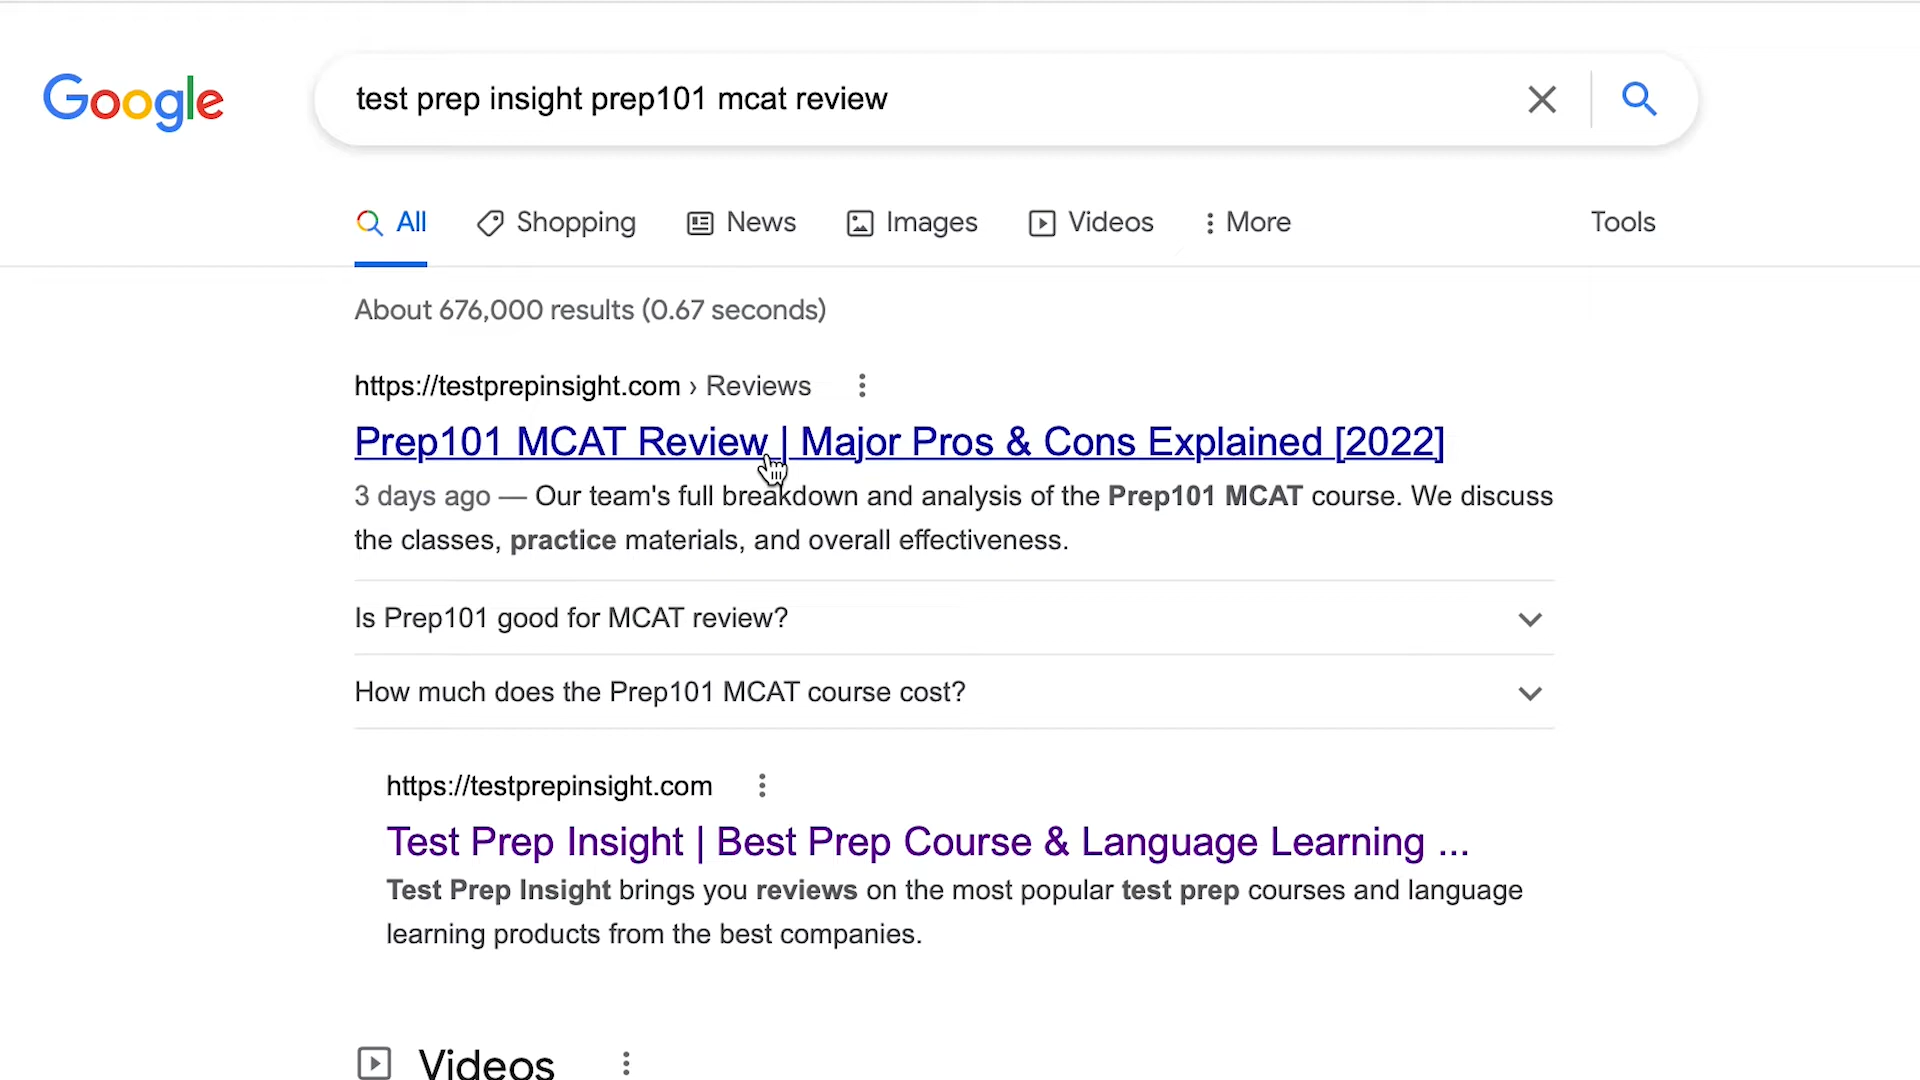 Google
test prep insight prep101 mcat review
All Shopping News Images Videos More Tools
About 676,000 results (0.67 seconds)
https://testprepinsight.com › Reviews
Prep101 MCAT Review | Major Pros & Cons Explained [2022]
3 days ago — Our team's full breakdown and analysis of the Prep101 MCAT course. We discuss
the classes, practice materials, and overall effectiveness.
Is Prep101 good for MCAT review?
How much does the Prep101 MCAT course cost?
https://testprepinsight.com
Test Prep Insight | Best Prep Course & Language Learning ...
Test Prep Insight brings you reviews on the most popular test prep courses and language
learning products from the best companies.
Videos